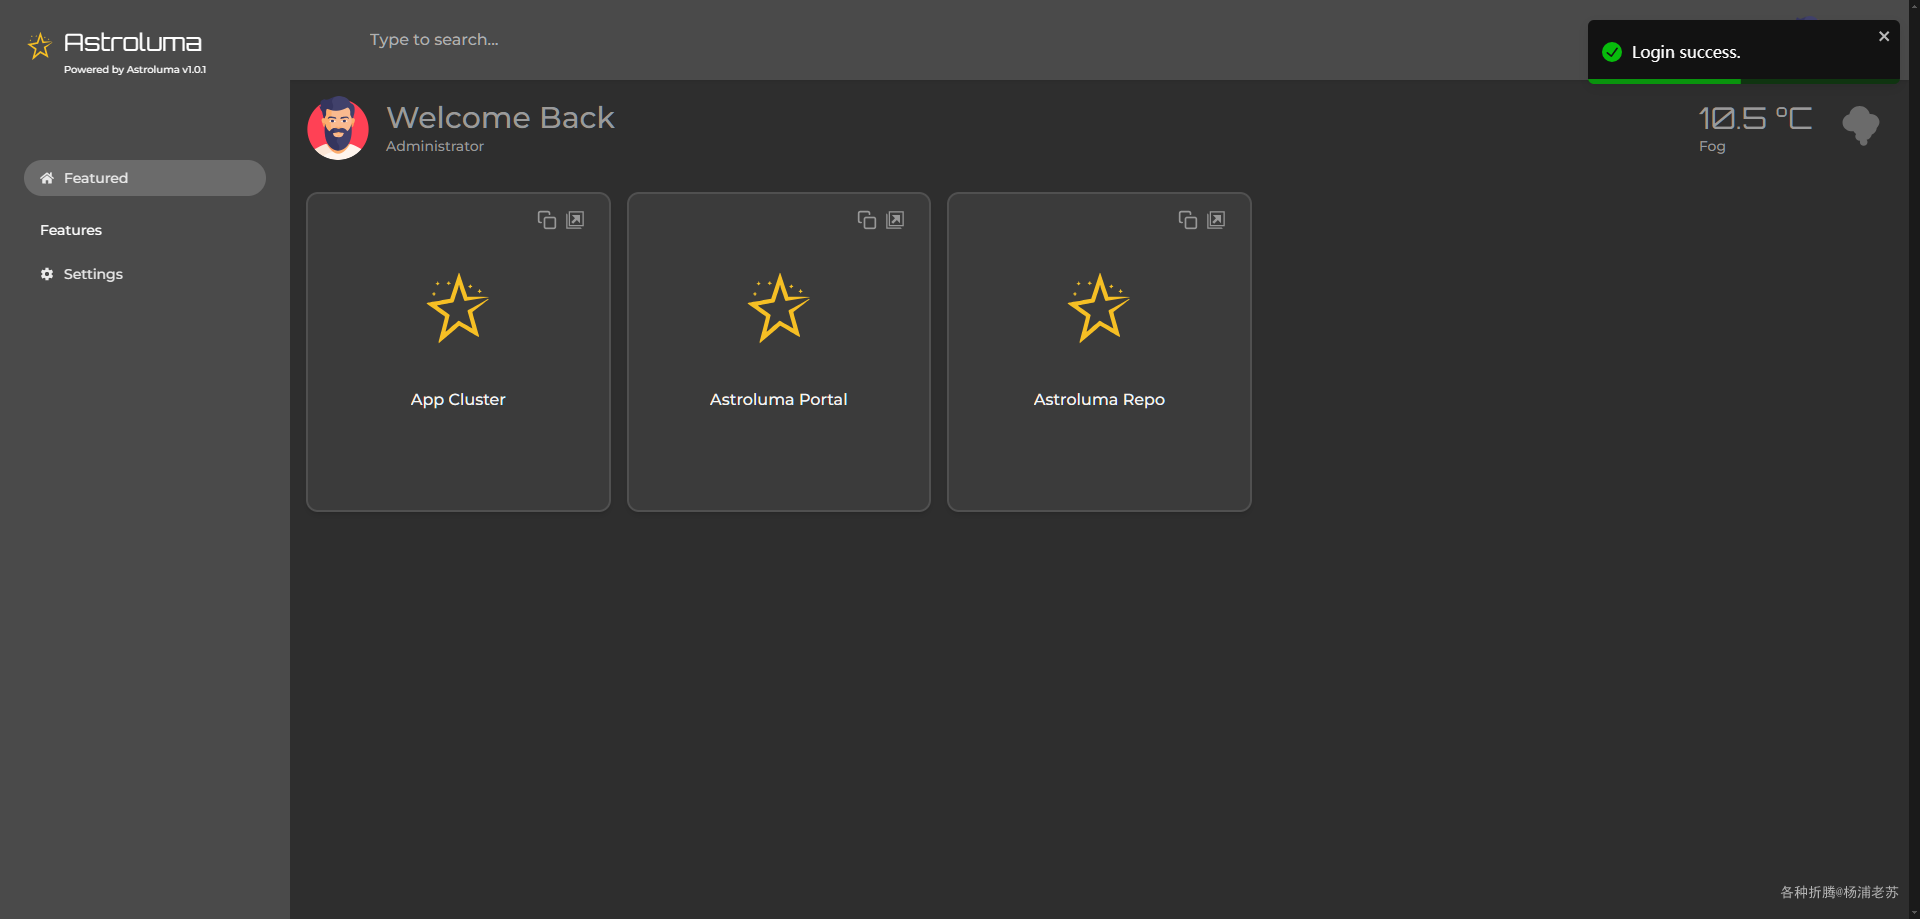 Astroluma
Powered by Astroluma v1.0.1
Type to search...
Login success.
Welcome Back
Administrator
10.5 °C
Fog
Featured
Features
Settings
App Cluster
Astroluma Portal
Astroluma Repo
各种折腾@杨浦老苏